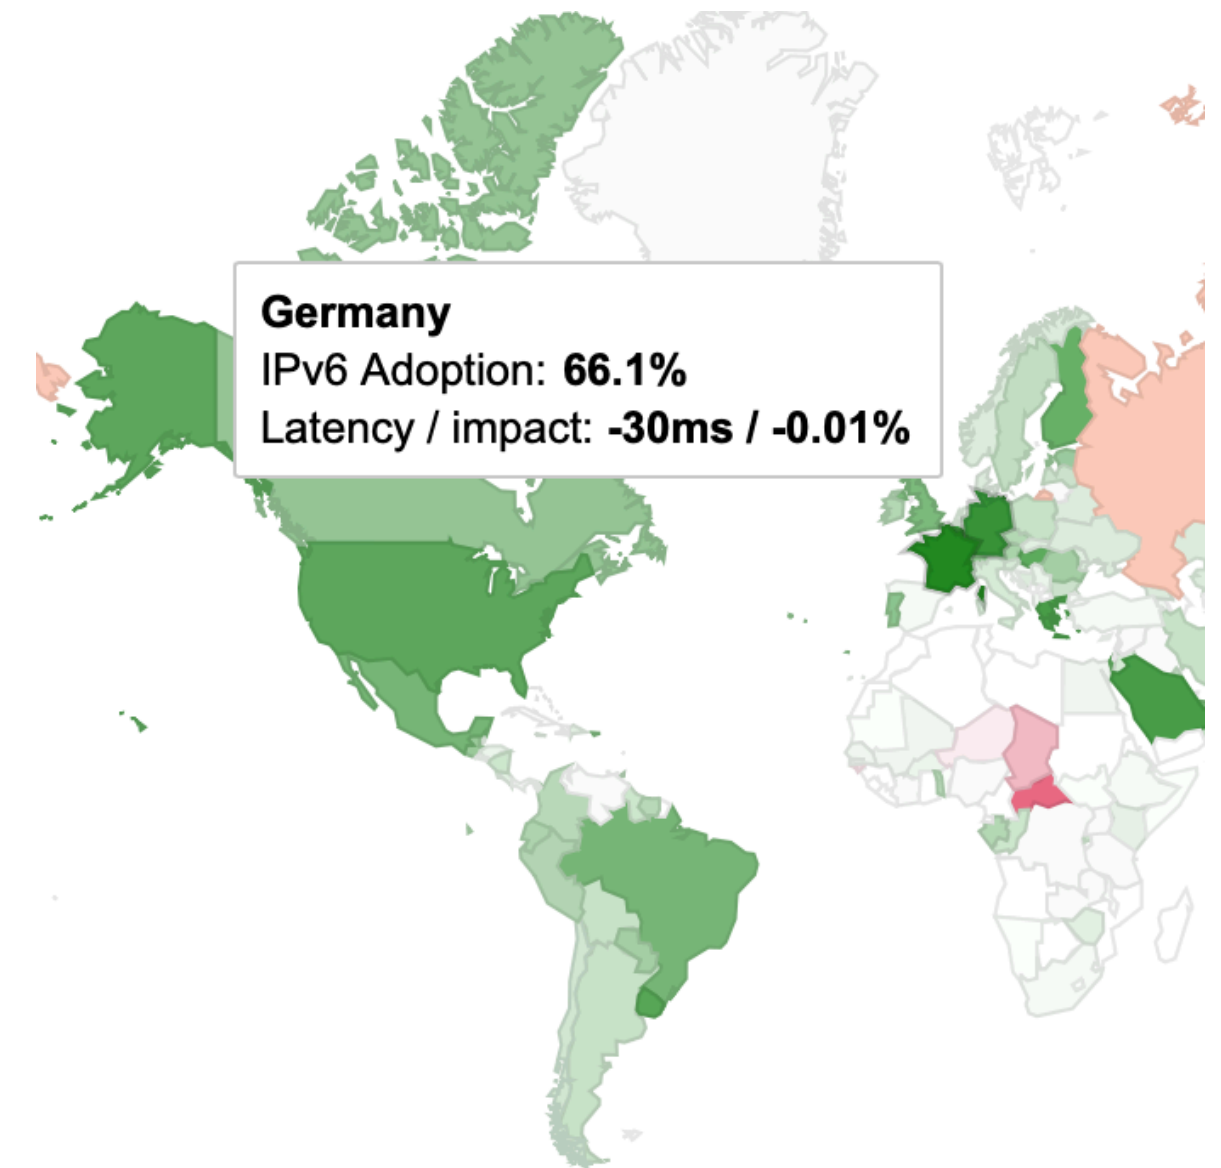 Germany
IPv6 Adoption: 66.1%
Latency / impact: -30ms / -0.01%